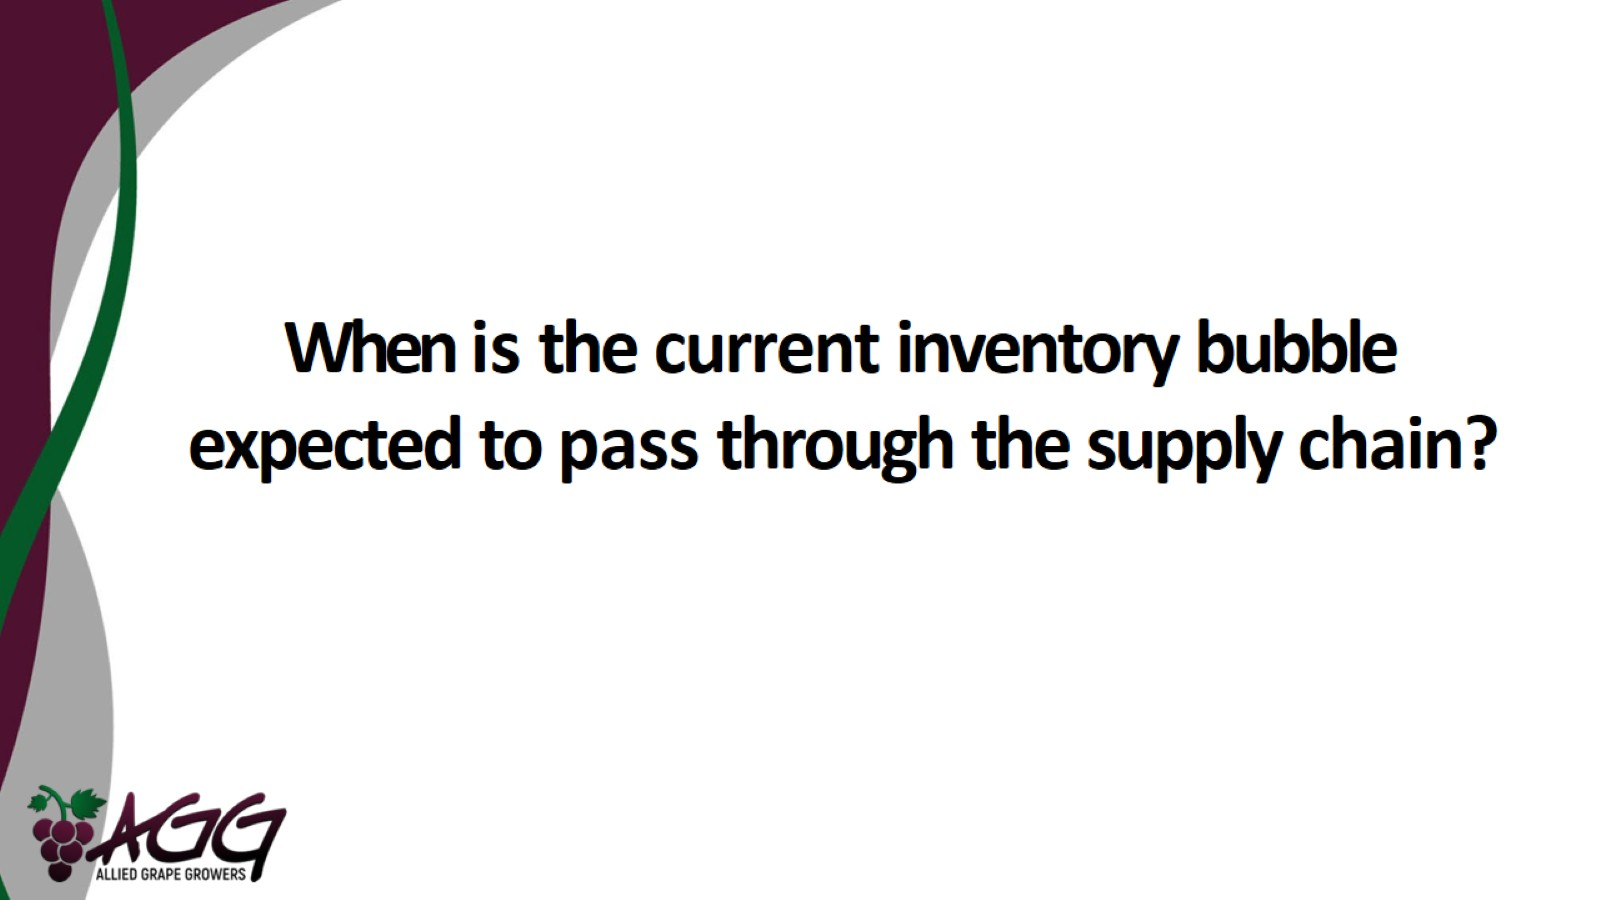 When is the current inventory bubble
expected to pass through the supply chain?
AGG
ALLIED GRAPE GROWERS